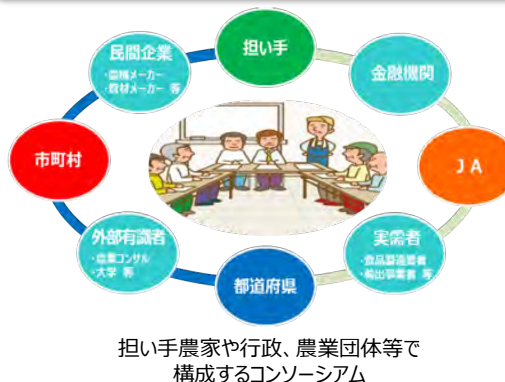 担い手
民間企業
・農機メーカー
・資材メーカー 等
金融機関
市町村
ＪＡ
外部有識者
・農業コンサル
・大学 等
実需者
・食品製造業者
・輸出事業者 等
都道府県
担い手農家や行政、農業団体等で
構成するコンソーシアム